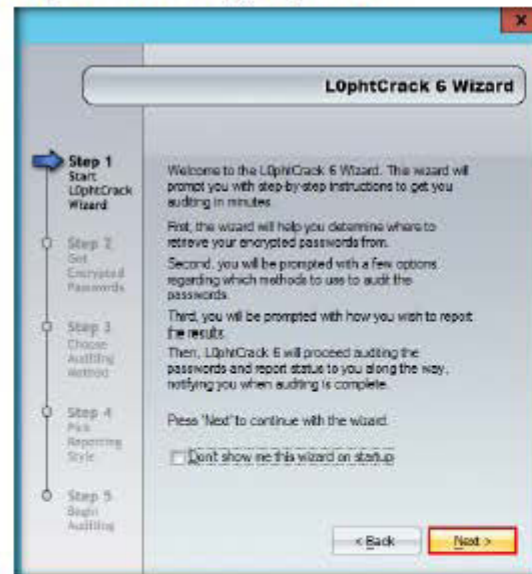 X
L0phtCrack 6 Wizard
Step 1
Start
L0phtCrack
Wizard
Step 2
Get
Encrypted
Passwords
Step 3
Choose
Auditing
Method
Step 4
Pick
Reporting
Style
Step 5
Begin
Auditing
Welcome to the L0phtCrack 6 Wizard. This wizard will
prompt you with step-by-step instructions to get you
auditing in minutes.
First, the wizard will help you determine where to
retrieve your encrypted passwords from.
Second, you will be prompted with a few options
regarding which methods to use to audit the
passwords.
Third, you will be prompted with how you wish to report
the results.
Then, L0phtCrack 6 will proceed auditing the
passwords and report status to you along the way,
notifying you when auditing is complete.
Press 'Next' to continue with the wizard.
Don't show me this wizard on startup
< Back
Next >